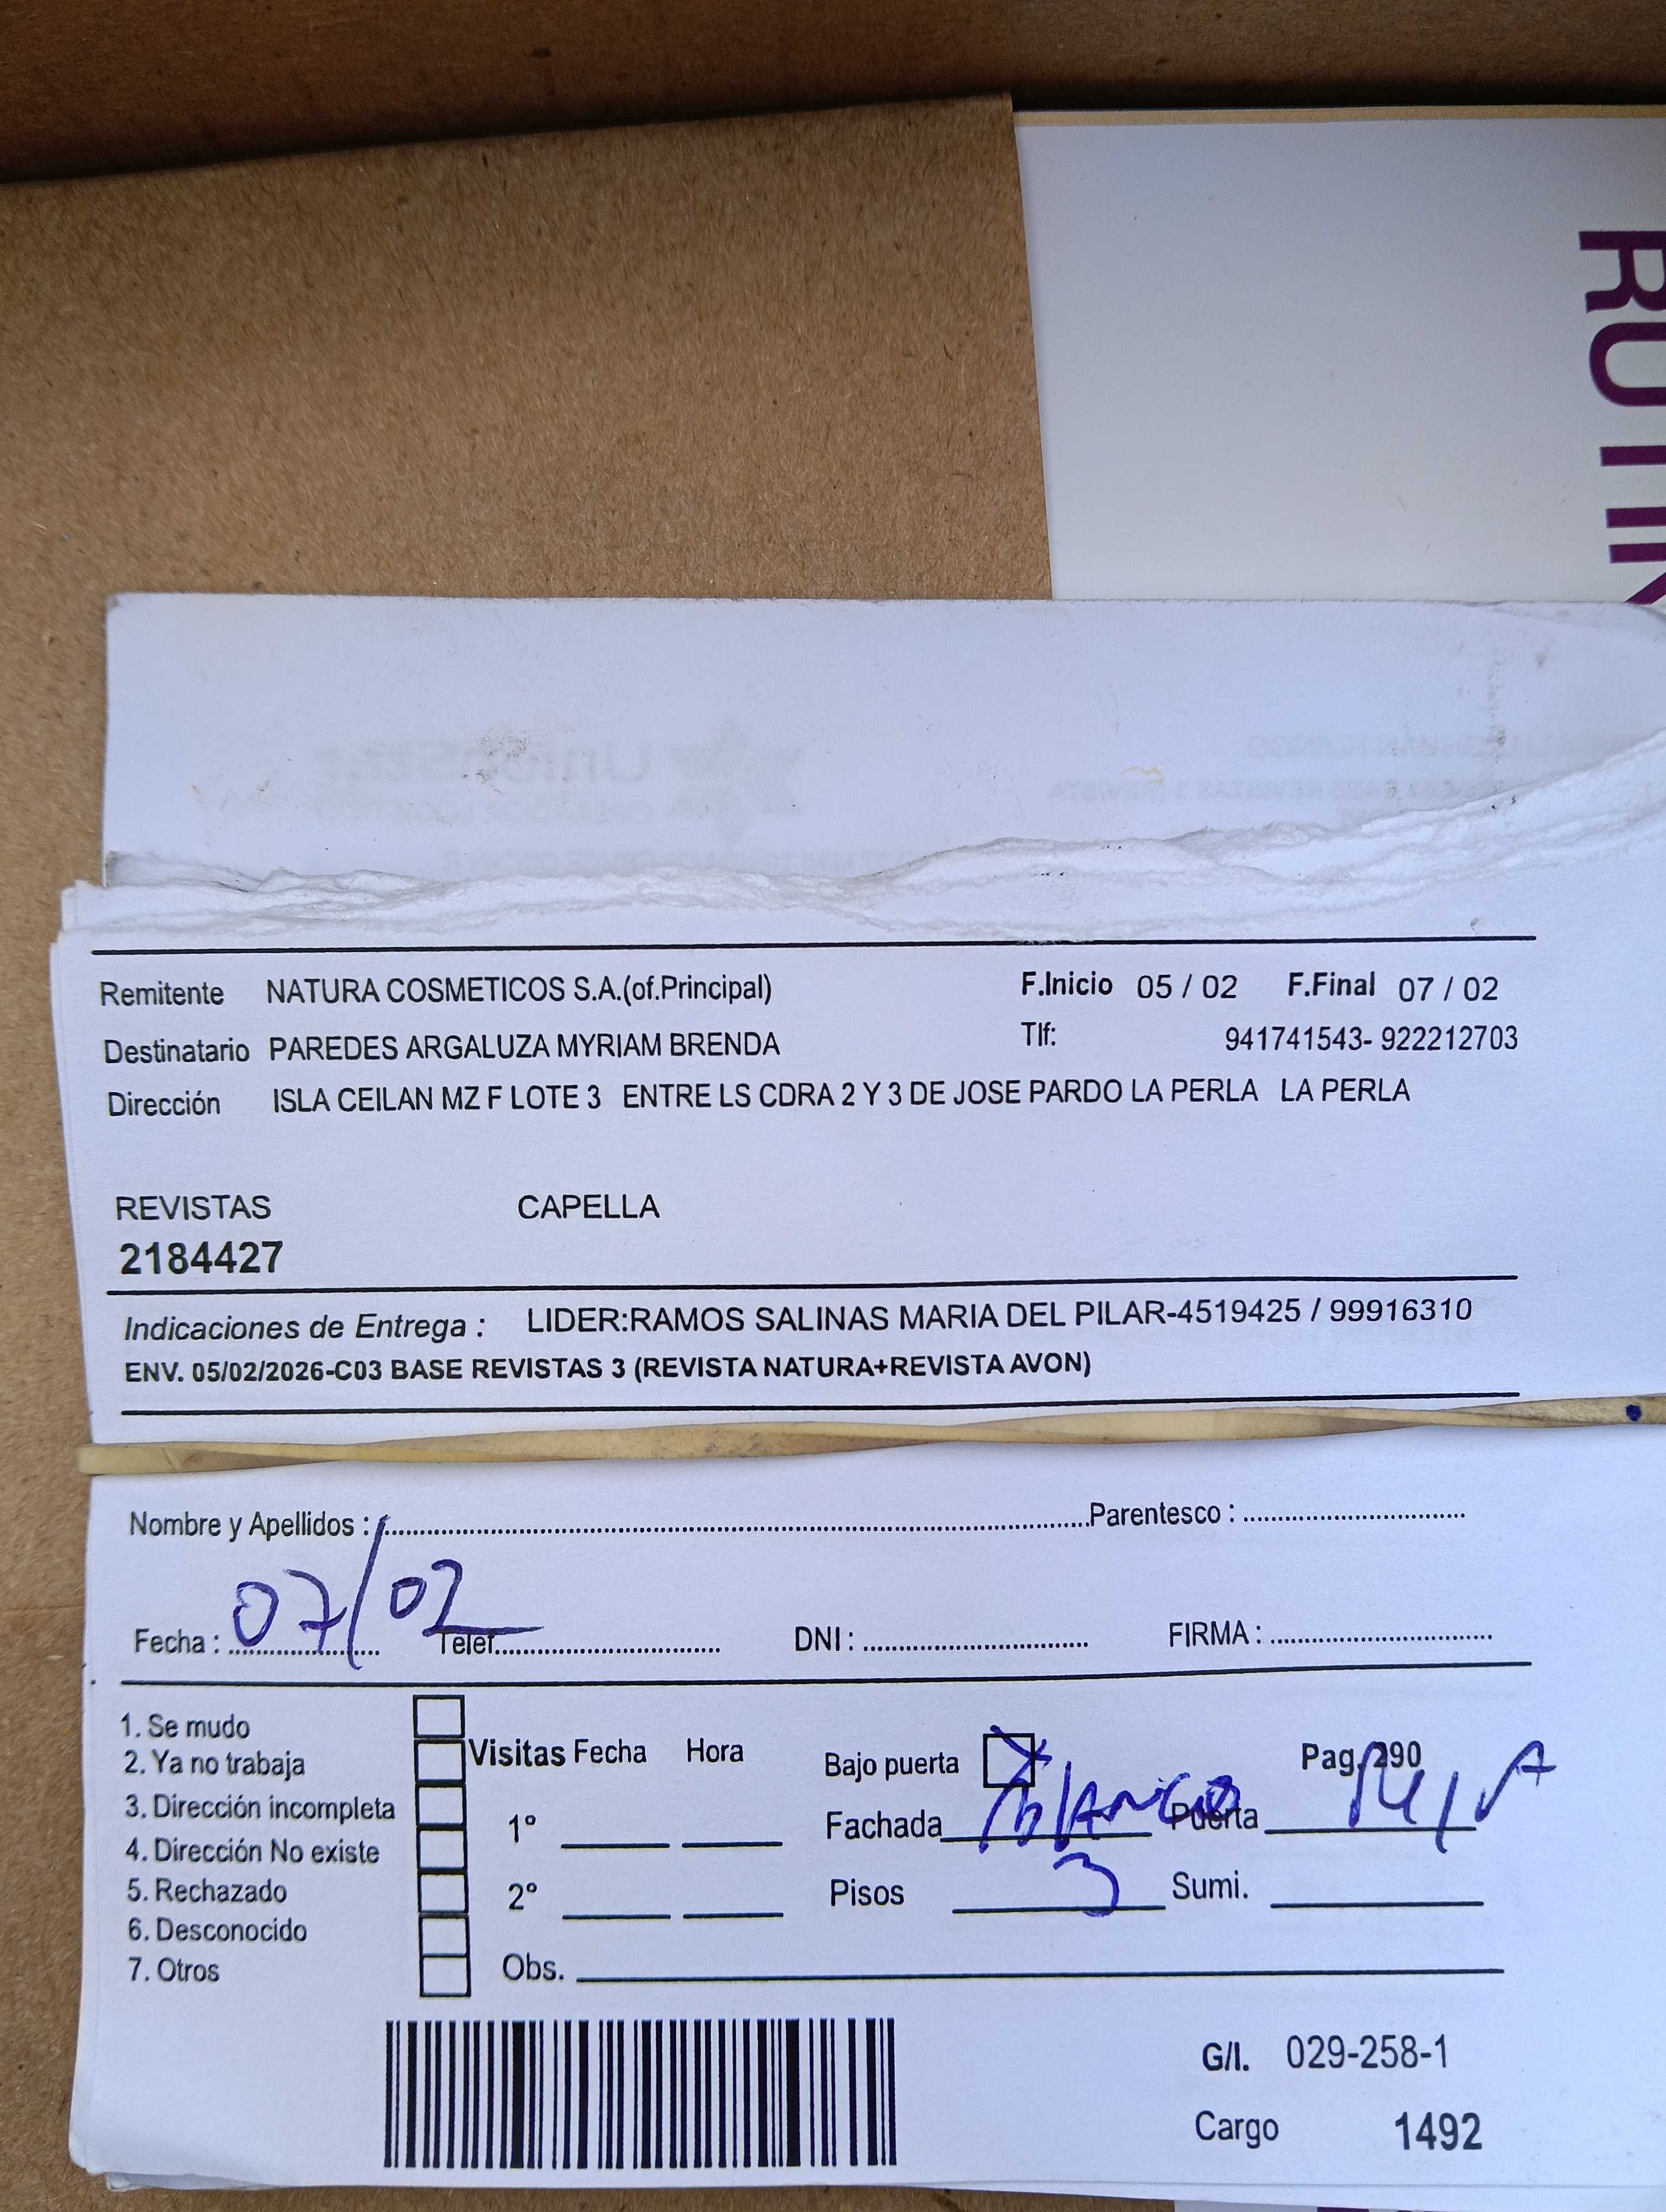 RUTIN
UnionStar
OPERADOR LOGISTICO
Remitente NATURA COSMETICOS S.A.(of.Principal) F.Inicio 05 / 02 F.Final 07 / 02
Destinatario PAREDES ARGALUZA MYRIAM BRENDA Tlf: 941741543- 922212703
Dirección ISLA CEILAN MZ F LOTE 3 ENTRE LS CDRA 2 Y 3 DE JOSE PARDO LA PERLA LA PERLA
REVISTAS CAPELLA
2184427
Indicaciones de Entrega : LIDER:RAMOS SALINAS MARIA DEL PILAR-4519425 / 99916310
ENV. 05/02/2026-C03 BASE REVISTAS 3 (REVISTA NATURA+REVISTA AVON)
Nombre y Apellidos : Parentesco :
Fecha : 07/02 Telef. DNI : FIRMA :
1. Se mudo
2. Ya no trabaja
3. Dirección incompleta
4. Dirección No existe
5. Rechazado
6. Desconocido
7. Otros
Visitas Fecha Hora
1°
2°
Obs.
Bajo puerta X Pag. 290
Fachada Blanco Puerta
Pisos 3 Sumi.
G/I. 029-258-1
Cargo 1492